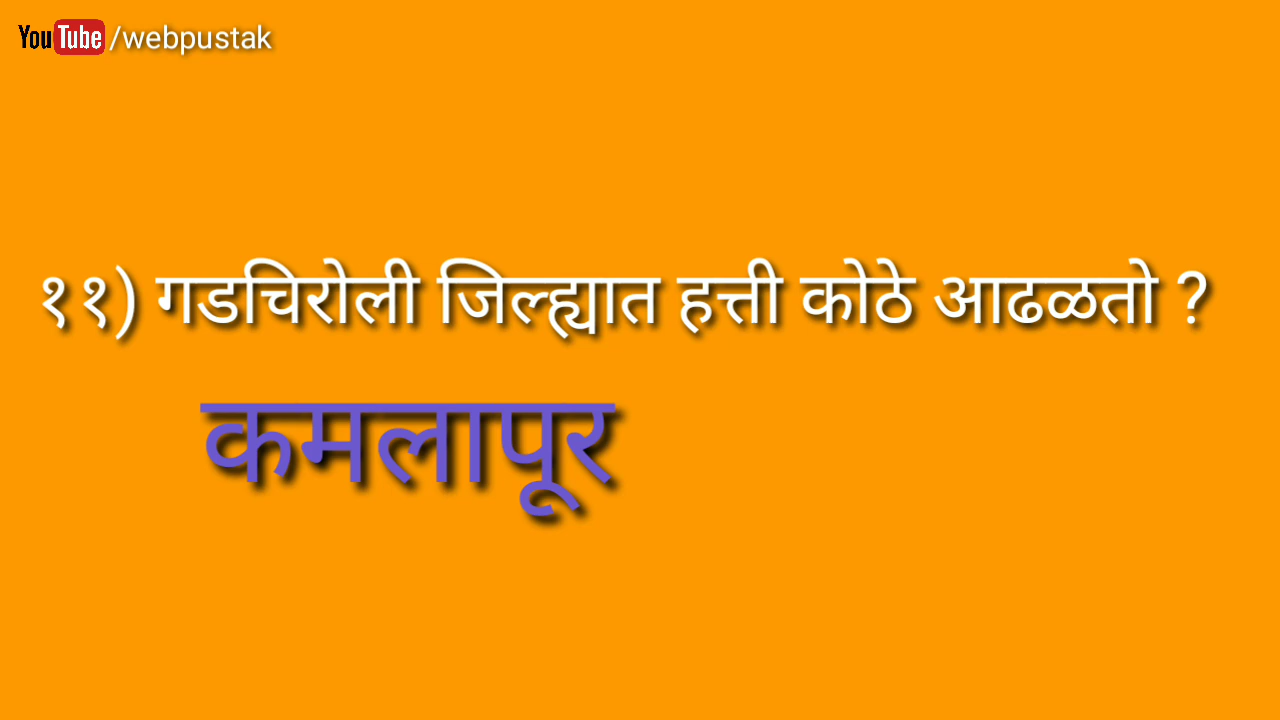 YouTube/webpustak
११) गडचिरोली जिल्ह्यात हत्ती कोठे आढळतो ?
कमलापूर